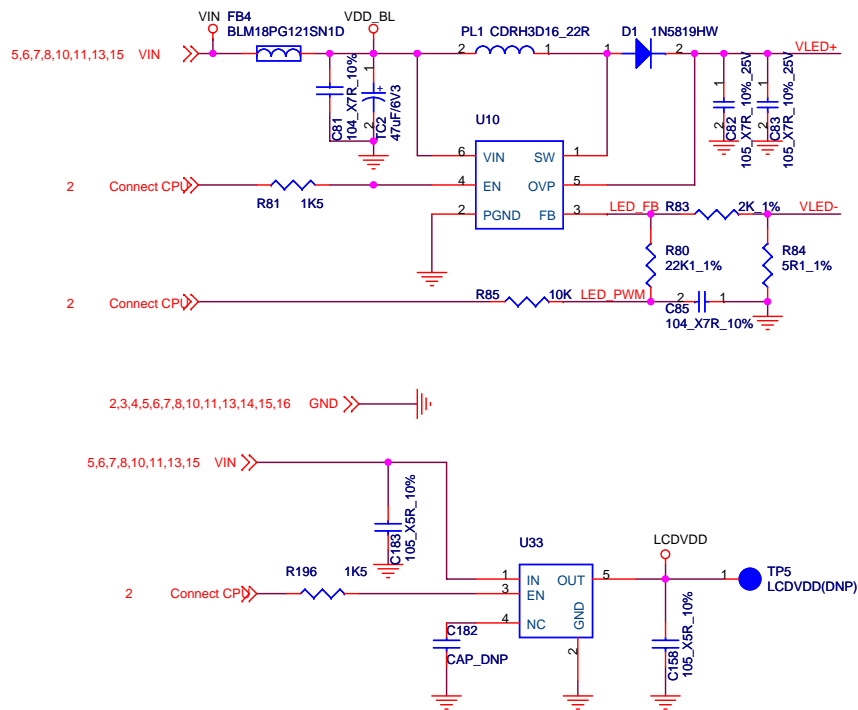 VIN FB4 VDD_BL PL1 CDRH3D16_22R D1 1N5819HW
BLM18PG121SN1D
5,6,7,8,10,11,13,15 VIN 2 1 1 2 VLED+
C81
104_X7R_10%
1 2
TC2
47uF/6V3
+
1 2
C82
105_X7R_10%_25V
1 2
C83
105_X7R_10%_25V
U10
6 VIN SW 1
2 Connect CPU 4 EN OVP 5
R81 1K5
2 PGND FB 3 LED_FB R83 2K_1% VLED-
R80
22K1_1%
R84
5R1_1%
2 Connect CPU R85 10K LED_PWM 2 1
C85
104_X7R_10%
2,3,4,5,6,7,8,10,11,13,14,15,16 GND
5,6,7,8,10,11,13,15 VIN
C183
105_X5R_10%
U33
LCDVDD
1 IN OUT 5 1 TP5
LCDVDD(DNP)
R196 1K5
2 Connect CPU 3 EN
4 NC GND
2
C182
CAP_DNP
C158
105_X5R_10%